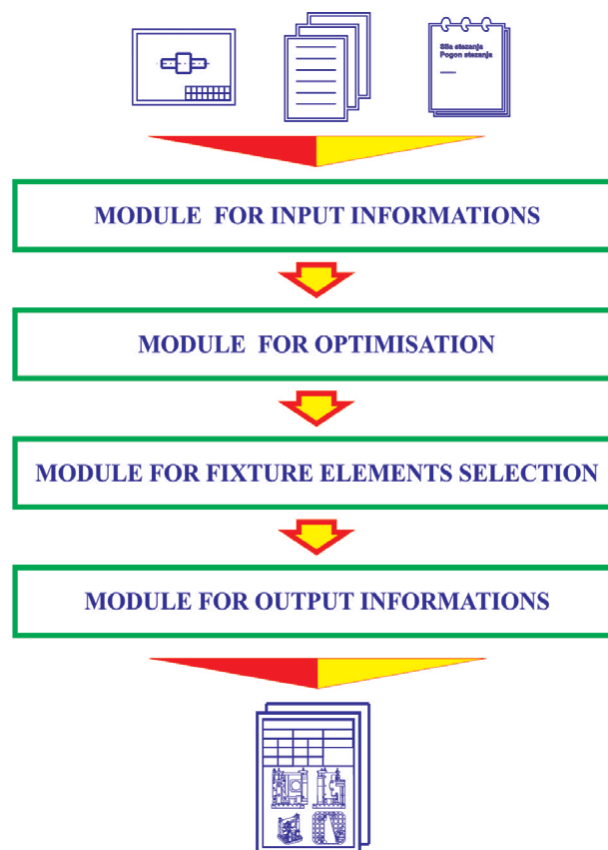 Sila stezanja
Pogon stezanja
MODULE FOR INPUT INFORMATIONS
MODULE FOR OPTIMISATION
MODULE FOR FIXTURE ELEMENTS SELECTION
MODULE FOR OUTPUT INFORMATIONS